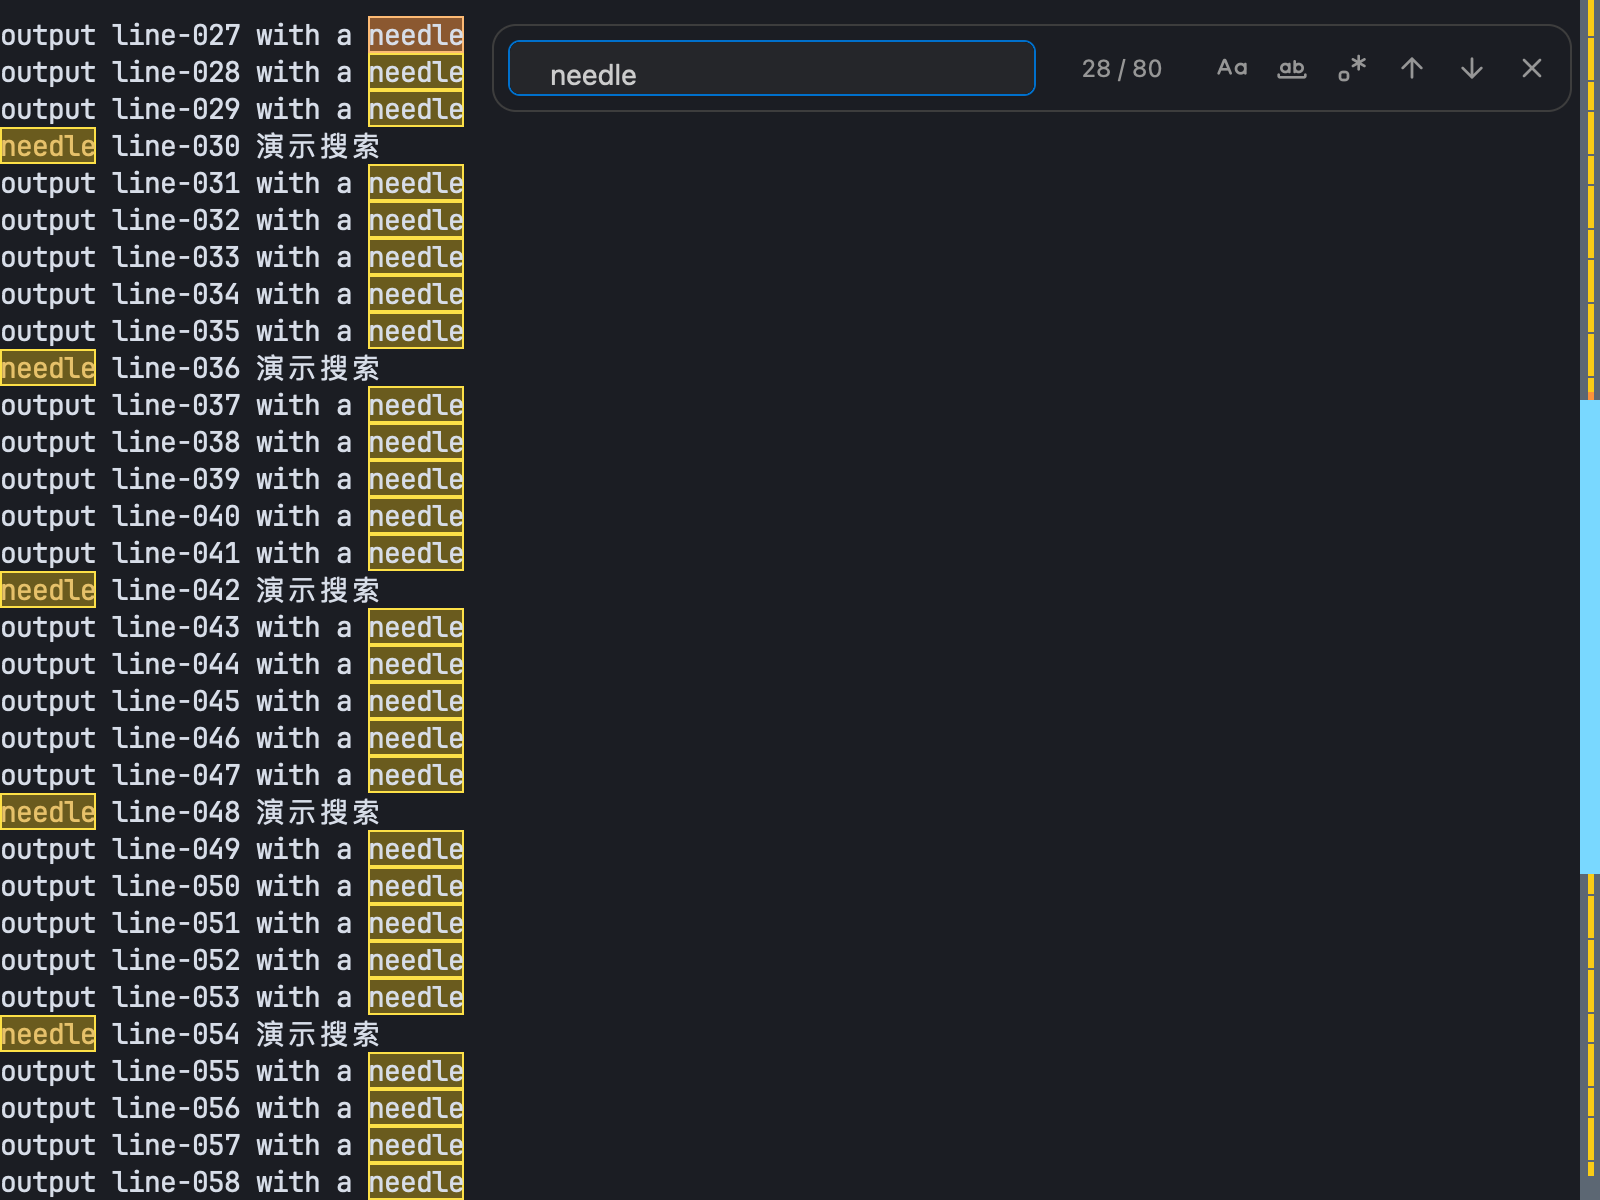 output line-027 with a needle
needle 28 / 80 Aa ab
output line-028 with a needle
output line-029 with a needle
needle line-030 演示搜索
output line-031 with a needle
output line-032 with a needle
output line-033 with a needle
output line-034 with a needle
output line-035 with a needle
needle line-036 演示搜索
output line-037 with a needle
output line-038 with a needle
output line-039 with a needle
output line-040 with a needle
output line-041 with a needle
needle line-042 演示搜索
output line-043 with a needle
output line-044 with a needle
output line-045 with a needle
output line-046 with a needle
output line-047 with a needle
needle line-048 演示搜索
output line-049 with a needle
output line-050 with a needle
output line-051 with a needle
output line-052 with a needle
output line-053 with a needle
needle line-054 演示搜索
output line-055 with a needle
output line-056 with a needle
output line-057 with a needle
output line-058 with a needle